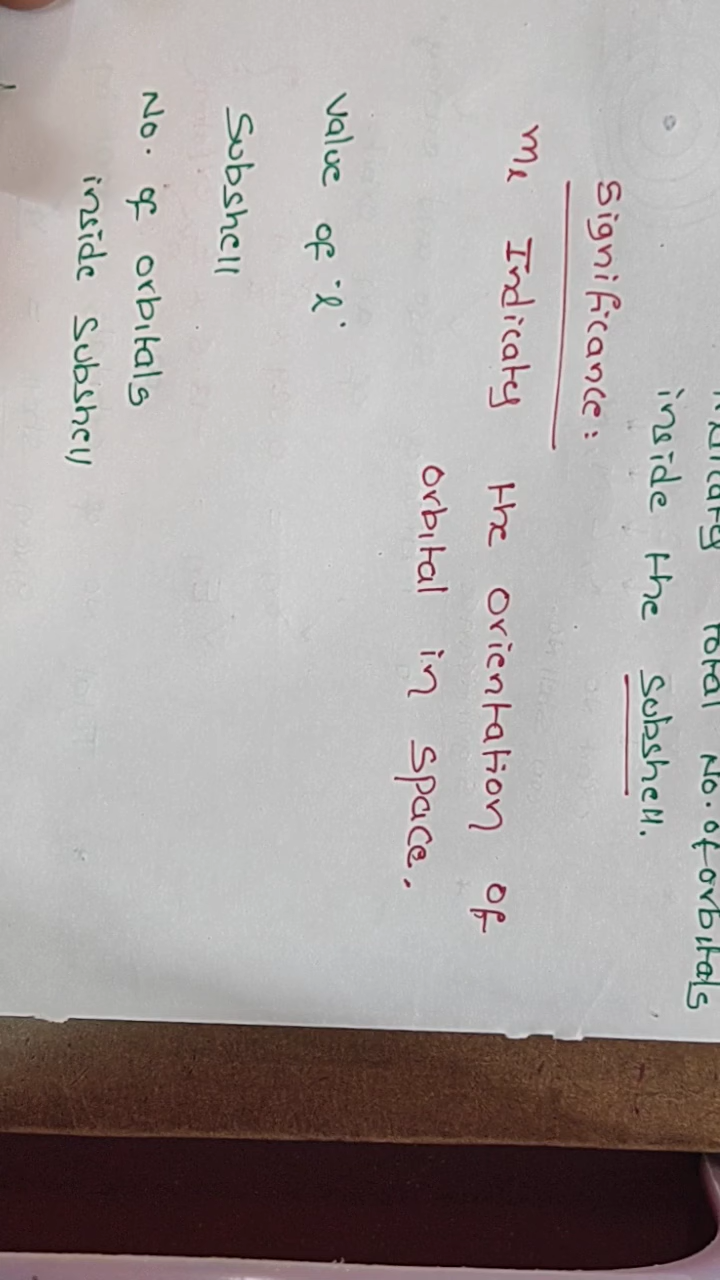 Total No. of orbitals
inside the subshell.
Significance:
mℓ Indicates the orientation of
orbital in space.
Value of 'ℓ'
Subshell
No. of orbitals
inside subshell